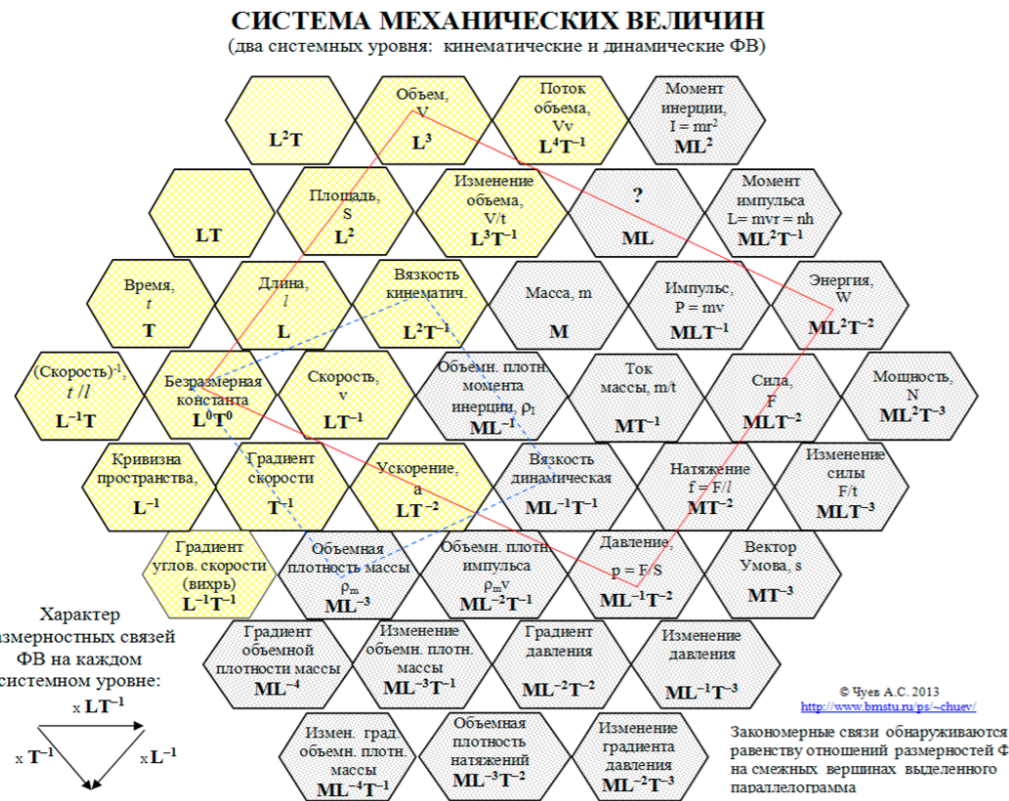 СИСТЕМА МЕХАНИЧЕСКИХ ВЕЛИЧИН
(два системных уровня: кинематические и динамические ФВ)
L²T
Объем,
V
L³
Поток
объема,
Vv
L⁴T⁻¹
Момент
инерции,
I = mr²
ML²
LT
Площадь,
S
L²
Изменение
объема,
V/t
L³T⁻¹
?
ML
Момент
импульса
L= mvr = nh
ML²T⁻¹
Время,
t
T
Длина,
l
L
Вязкость
кинематич.
L²T⁻¹
Масса, m
M
Импульс,
P = mv
MLT⁻¹
Энергия,
W
ML²T⁻²
(Скорость)⁻¹,
t /l
L⁻¹T
Безразмерная
константа
L⁰T⁰
Скорость,
v
LT⁻¹
Объемн. плотн.
момента
инерции, ρI
ML⁻¹
Ток
массы, m/t
MT⁻¹
Сила,
F
MLT⁻²
Мощность,
N
ML²T⁻³
Кривизна
пространства,
L⁻¹
Градиент
скорости
T⁻¹
Ускорение,
a
LT⁻²
Вязкость
динамическая
ML⁻¹T⁻¹
Натяжение
f = F/l
MT⁻²
Изменение
силы
F/t
MLT⁻³
Градиент
углов. скорости
(вихрь)
L⁻¹T⁻¹
Объемная
плотность массы
ρm
ML⁻³
Объемн. плотн.
импульса
ρmv
ML⁻²T⁻¹
Давление,
p = F/S
ML⁻¹T⁻²
Вектор
Умова, s
MT⁻³
Градиент
объемной
плотности массы
ML⁻⁴
Изменение
объемн. плотн.
массы
ML⁻³T⁻¹
Градиент
давления
ML⁻²T⁻²
Изменение
давления
ML⁻¹T⁻³
Измен. град.
объемн. плотн.
массы
ML⁻⁴T⁻¹
Объемная
плотность
натяжений
ML⁻³T⁻²
Изменение
градиента
давления
ML⁻²T⁻³
Характер
азмерностных связей
ФВ на каждом
системном уровне:
x LT⁻¹
x T⁻¹
x L⁻¹
© Чуев А.С. 2013
http://www.bmstu.ru/ps/~chuev/
Закономерные связи обнаруживаются
равенству отношений размерностей Ф
на смежных вершинах выделенного
параллелограмма